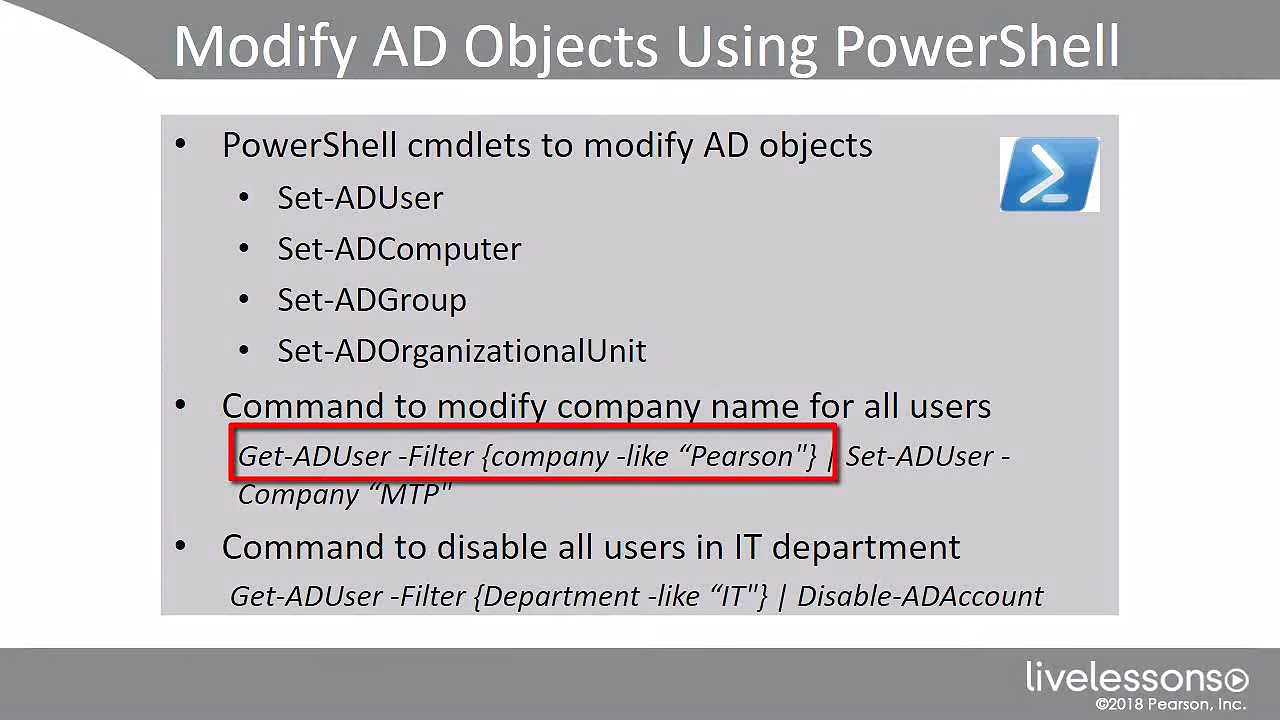 Modify AD Objects Using PowerShell
• PowerShell cmdlets to modify AD objects
• Set-ADUser
• Set-ADComputer
• Set-ADGroup
• Set-ADOrganizationalUnit
• Command to modify company name for all users
Get-ADUser -Filter {company -like “Pearson"} | Set-ADUser -
Company “MTP"
• Command to disable all users in IT department
Get-ADUser -Filter {Department -like “IT"} | Disable-ADAccount
livelessons
©2018 Pearson, Inc.